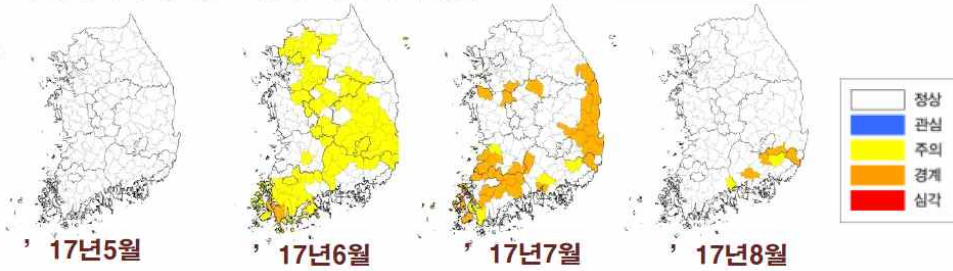 정상
관심
주의
경계
심각
’ 17년5월
’ 17년6월
’ 17년7월
’ 17년8월